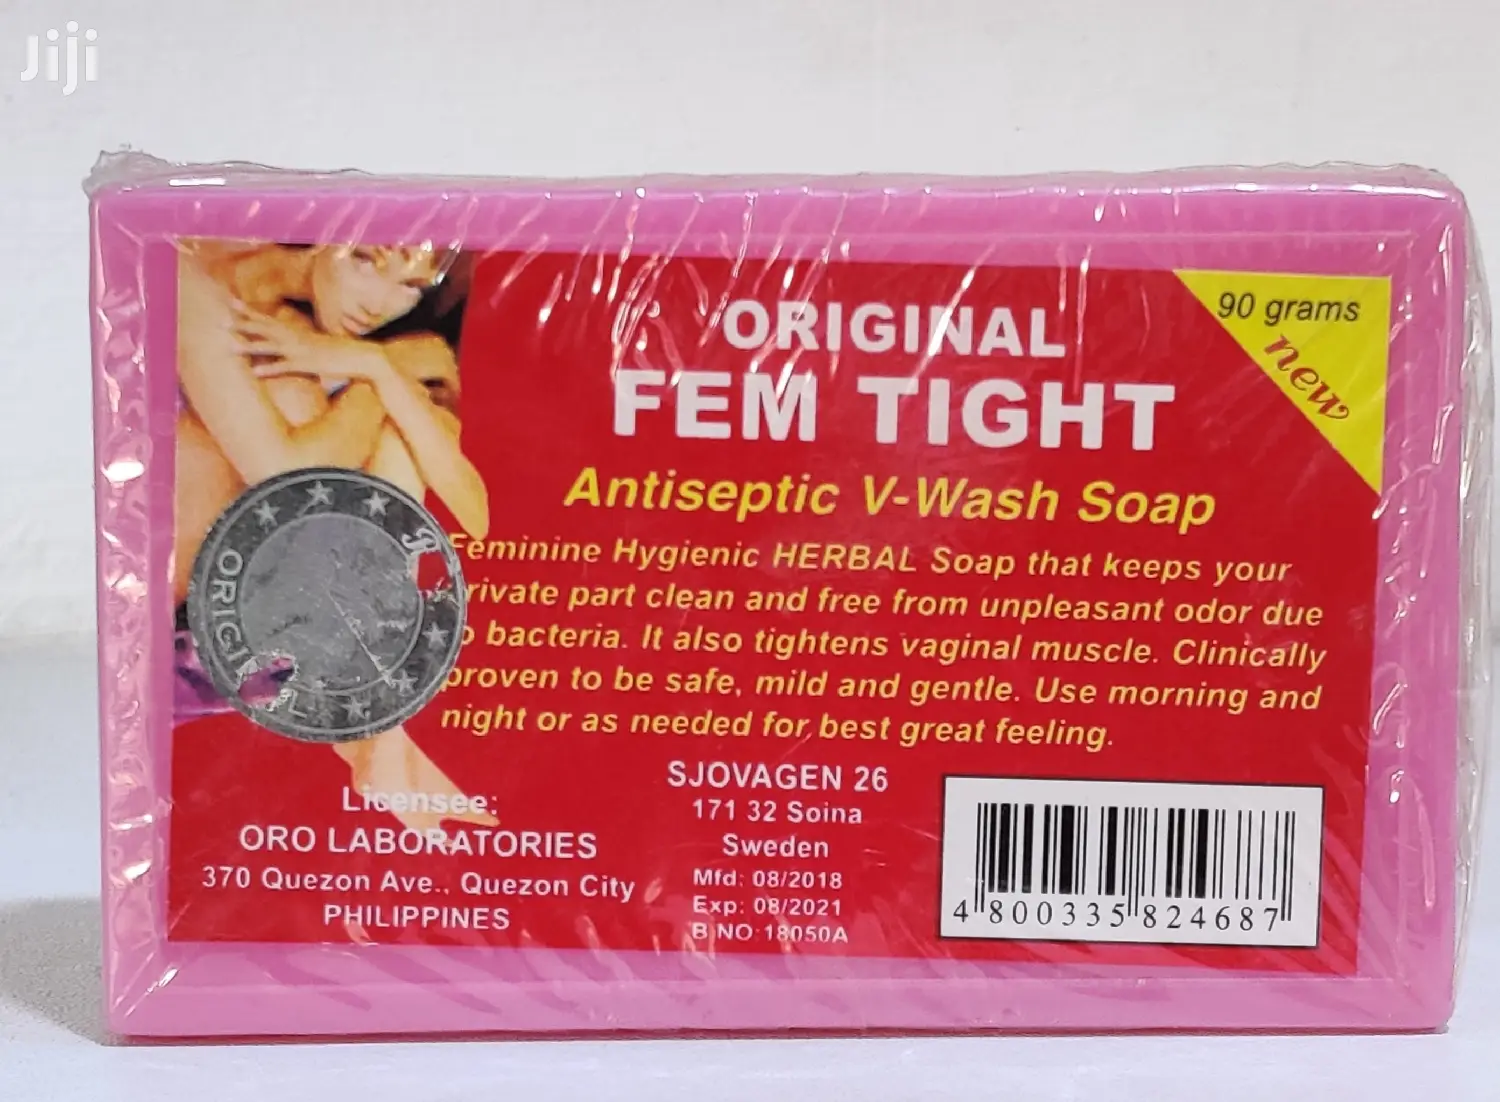 Jiji
ORIGINAL
FEM TIGHT
90 grams
new
Antiseptic V-Wash Soap
Feminine Hygienic HERBAL Soap that keeps your
rivate part clean and free from unpleasant odor due
o bacteria. It also tightens vaginal muscle. Clinically
proven to be safe, mild and gentle. Use morning and
night or as needed for best great feeling.
ORIGI L
Licensee:
ORO LABORATORIES
370 Quezon Ave., Quezon City
PHILIPPINES
SJOVAGEN 26
171 32 Soina
Sweden
Mfd: 08/2018
Exp: 08/2021
B NO: 18050A
4 800335 824687